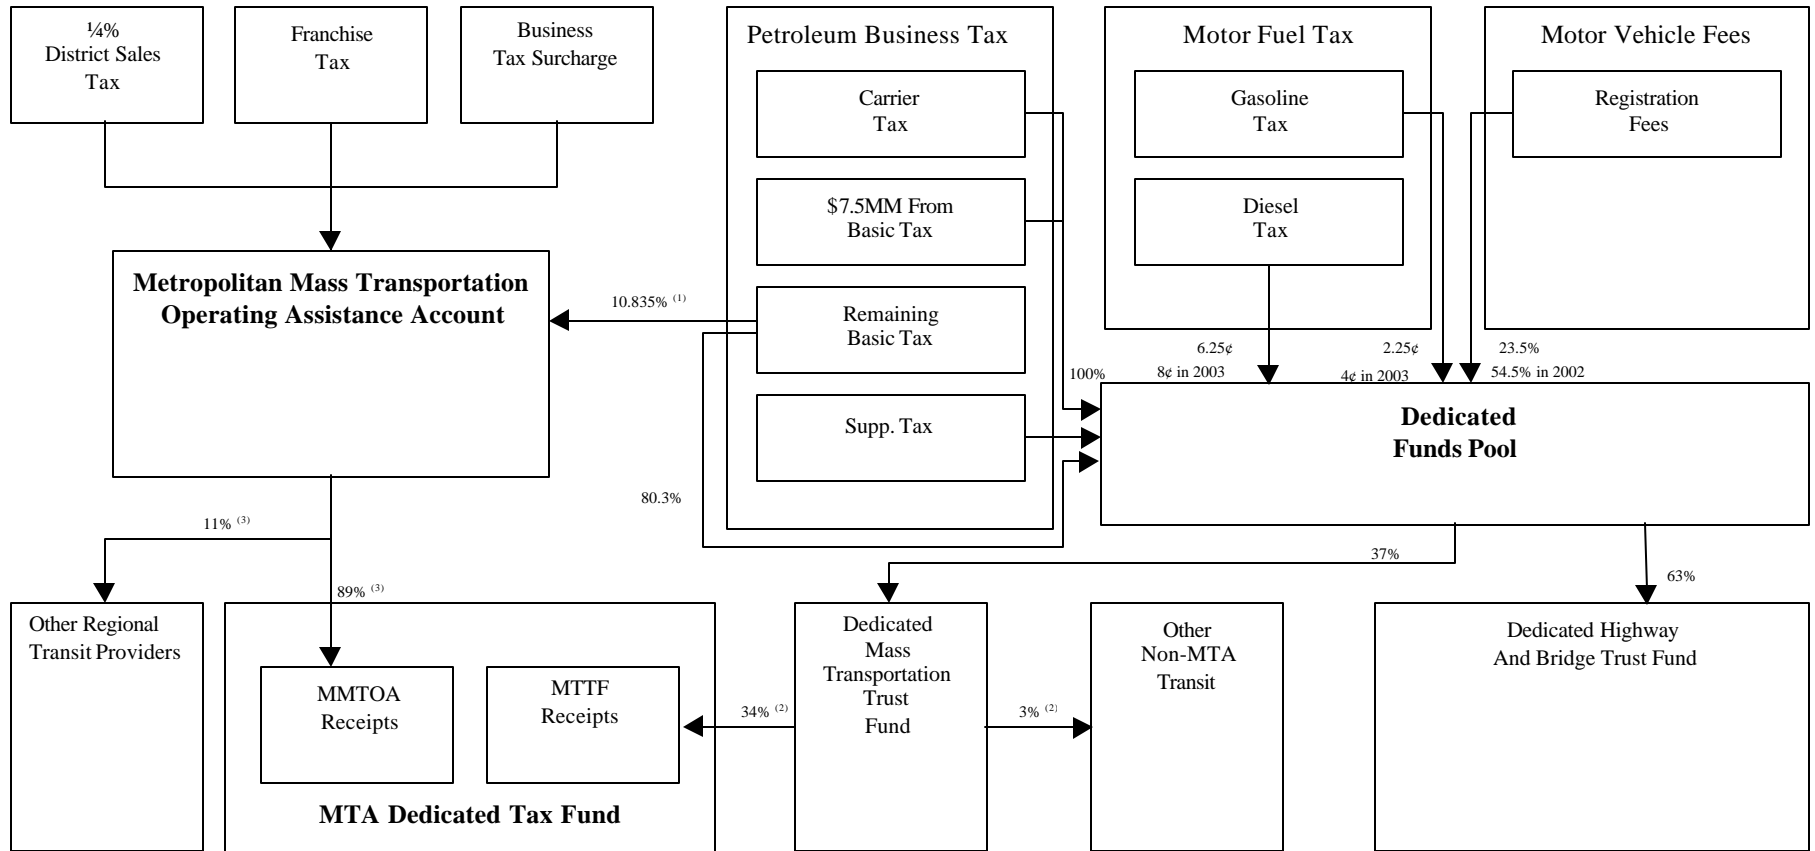 ¼%
District Sales
Tax
Franchise
Tax
Business
Tax Surcharge
Petroleum Business Tax
Carrier
Tax
$7.5MM From
Basic Tax
Remaining
Basic Tax
Supp. Tax
Motor Fuel Tax
Gasoline
Tax
Diesel
Tax
Motor Vehicle Fees
Registration
Fees
Metropolitan Mass Transportation
Operating Assistance Account
10.835% (1)
80.3%
100%
6.25¢
8¢ in 2003
2.25¢
4¢ in 2003
23.5%
54.5% in 2002
Dedicated
Funds Pool
11% (3)
89% (3)
37%
63%
Other Regional
Transit Providers
MMTOA
Receipts
MTTF
Receipts
MTA Dedicated Tax Fund
34% (2)
Dedicated
Mass
Transportation
Trust
Fund
3% (2)
Other
Non-MTA
Transit
Dedicated Highway
And Bridge Trust Fund